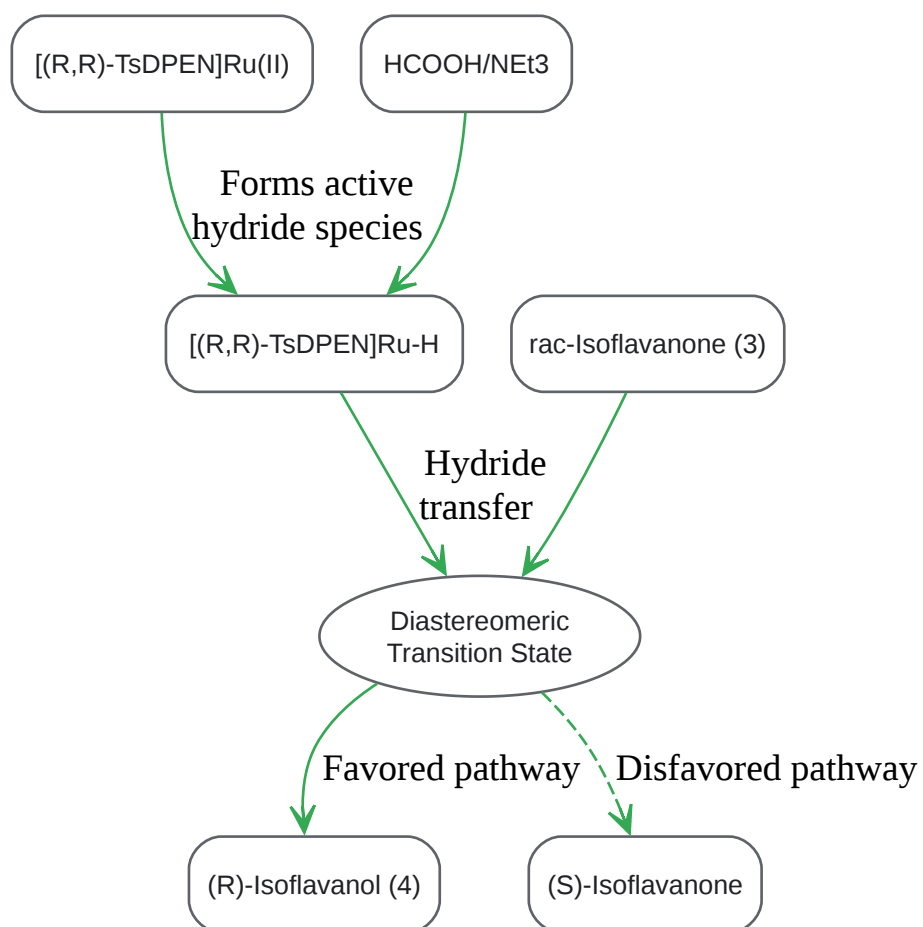 [(R,R)-TsDPEN]Ru(II)
HCOOH/NEt3
Forms active
hydride species
[(R,R)-TsDPEN]Ru-H
rac-Isoflavanone (3)
Hydride
transfer
Diastereomeric
Transition State
Favored pathway
Disfavored pathway
(R)-Isoflavanol (4)
(S)-Isoflavanone